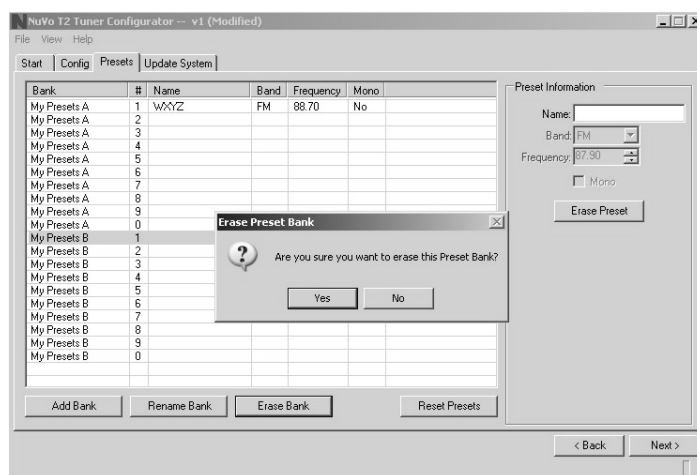 NuVo T2 Tuner Configurator -- v1 (Modified)
File View Help
Start Config Presets Update System
Bank # Name Band Frequency Mono
My Presets A 1 WXYZ FM 88.70 No
My Presets A 2
My Presets A 3
My Presets A 4
My Presets A 5
My Presets A 6
My Presets A 7
My Presets A 8
My Presets A 9
My Presets A 0
My Presets B 1
My Presets B 2
My Presets B 3
My Presets B 4
My Presets B 5
My Presets B 6
My Presets B 7
My Presets B 8
My Presets B 9
My Presets B 0
Add Bank Rename Bank Erase Bank Reset Presets
Preset Information
Name:
Band: FM
Frequency: 87.90
Mono
Erase Preset
Erase Preset Bank
Are you sure you want to erase this Preset Bank?
Yes No
< Back Next >